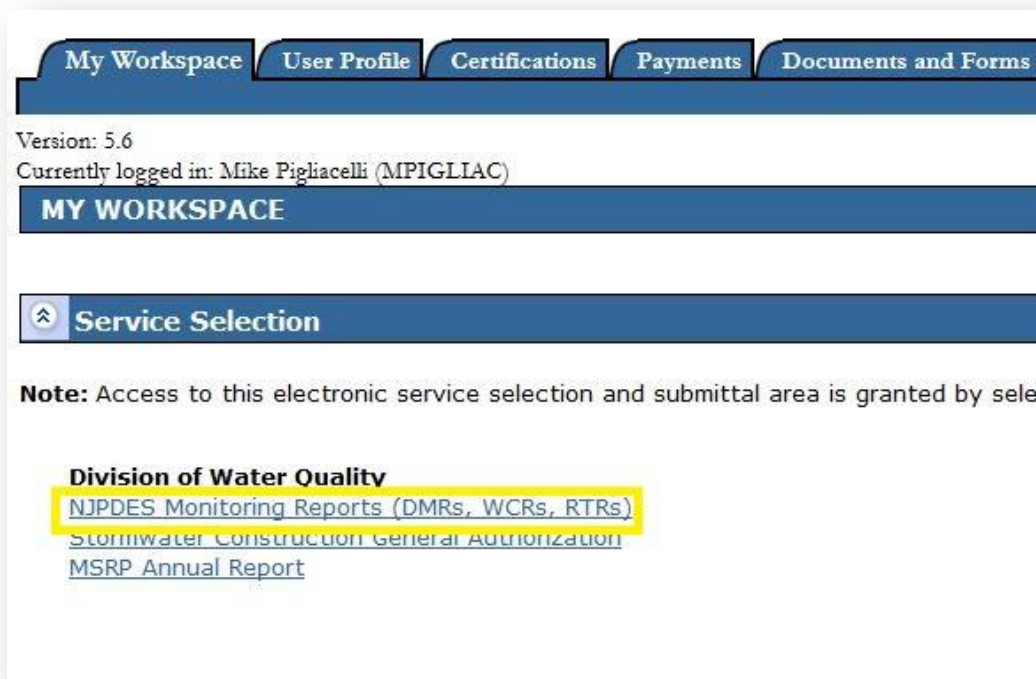 My Workspace User Profile Certifications Payments Documents and Forms
Version: 5.6
Currently logged in: Mike Pigliacelli (MPIGLIAC)
MY WORKSPACE
Service Selection
Note: Access to this electronic service selection and submittal area is granted by sele
Division of Water Quality
NJPDES Monitoring Reports (DMRs, WCRs, RTRs)
Stormwater Construction General Authorization
MSRP Annual Report